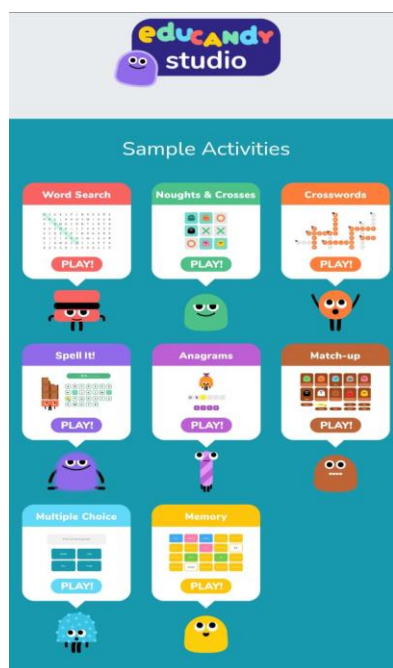 educandy
studio
Sample Activities
Word Search
Noughts & Crosses
Crosswords
PLAY!
PLAY!
PLAY!
Spell It!
Anagrams
Match-up
PLAY!
PLAY!
PLAY!
Multiple Choice
Memory
PLAY!
PLAY!